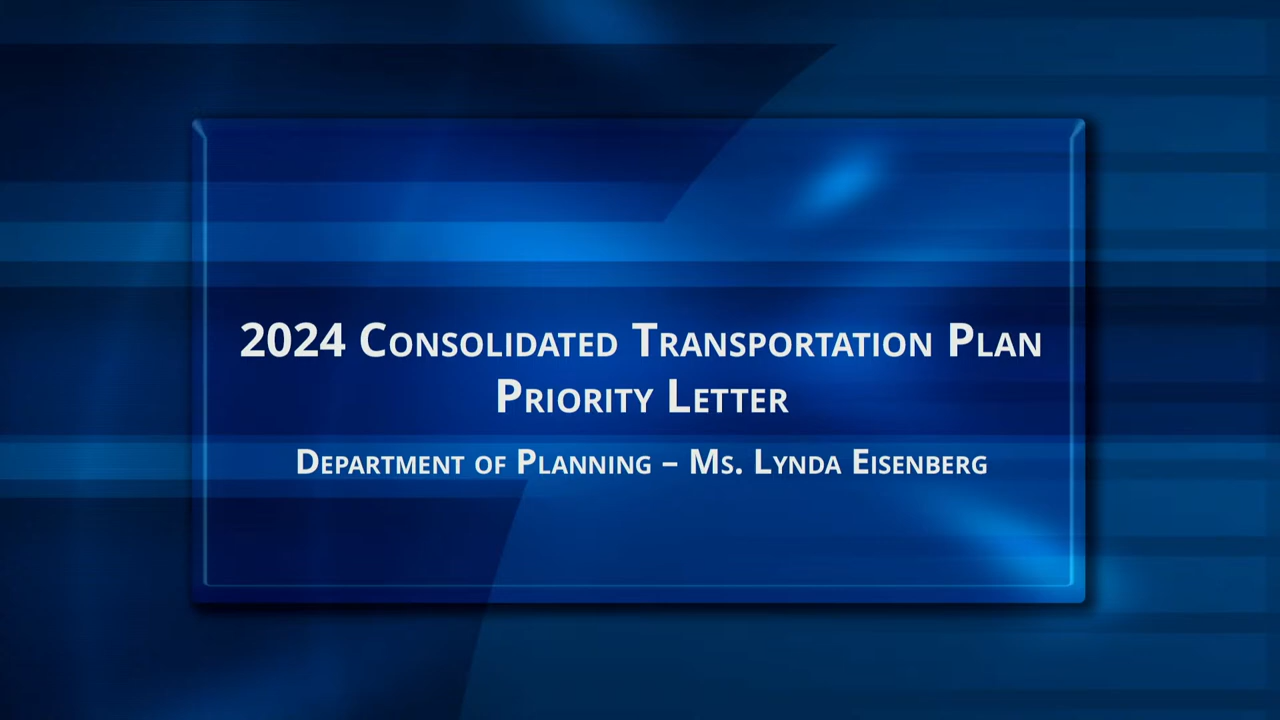 2024 Consolidated Transportation Plan
Priority Letter
Department of Planning – Ms. Lynda Eisenberg